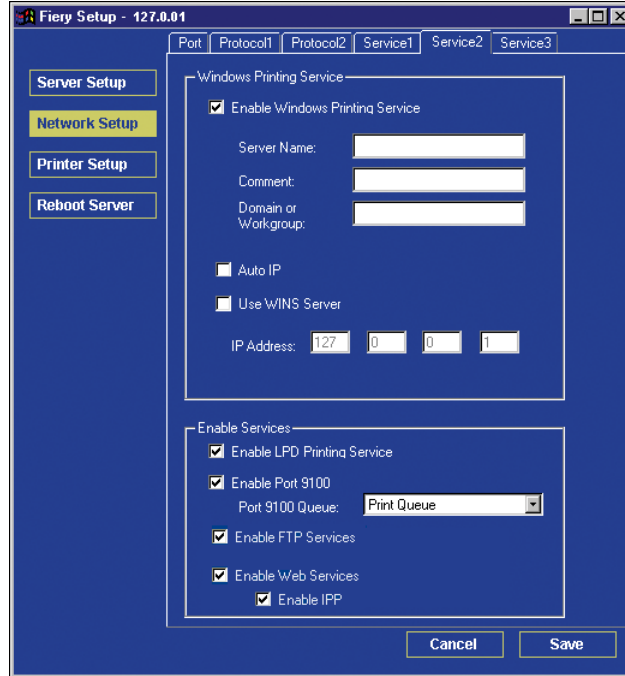 Fiery Setup - 127.0.01
Port Protocol1 Protocol2 Service1 Service2 Service3
Server Setup
Network Setup
Printer Setup
Reboot Server
Windows Printing Service
Enable Windows Printing Service
Server Name:
Comment:
Domain or
Workgroup:
Auto IP
Use WINS Server
IP Address: 127 0 0 1
Enable Services
Enable LPD Printing Service
Enable Port 9100
Port 9100 Queue: Print Queue
Enable FTP Services
Enable Web Services
Enable IPP
Cancel Save